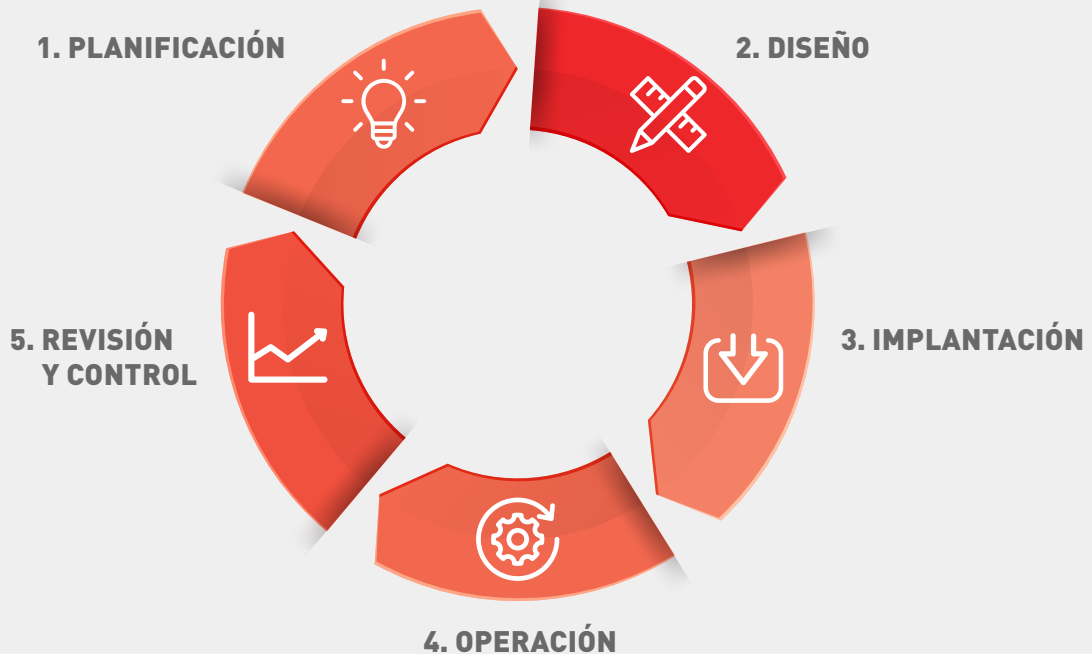 1. PLANIFICACIÓN
2. DISEÑO
3. IMPLANTACIÓN
4. OPERACIÓN
5. REVISIÓN
Y CONTROL